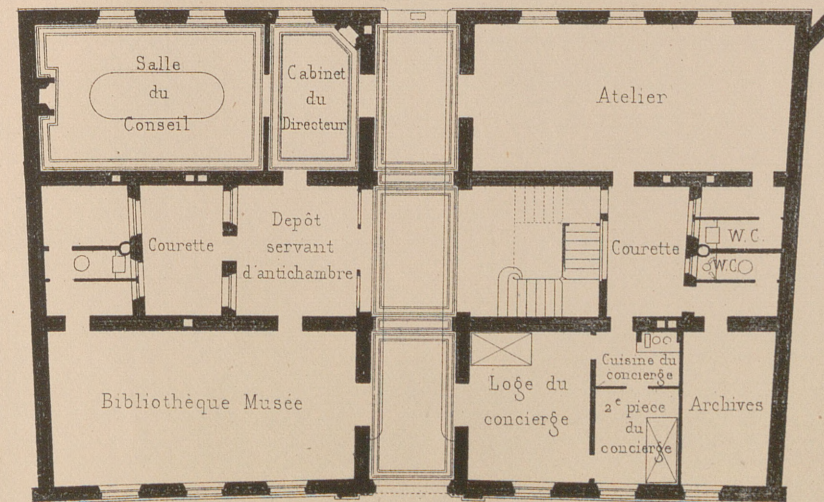 Salle
du
Conseil
Cabinet
du
Directeur
Atelier
Courette
Depôt
servant
d'antichambre
Courette
W.C.
W.C.
Bibliothèque Musée
Loge du
concierge
Cuisine du
concierge
2e piece
du
concierge
Archives